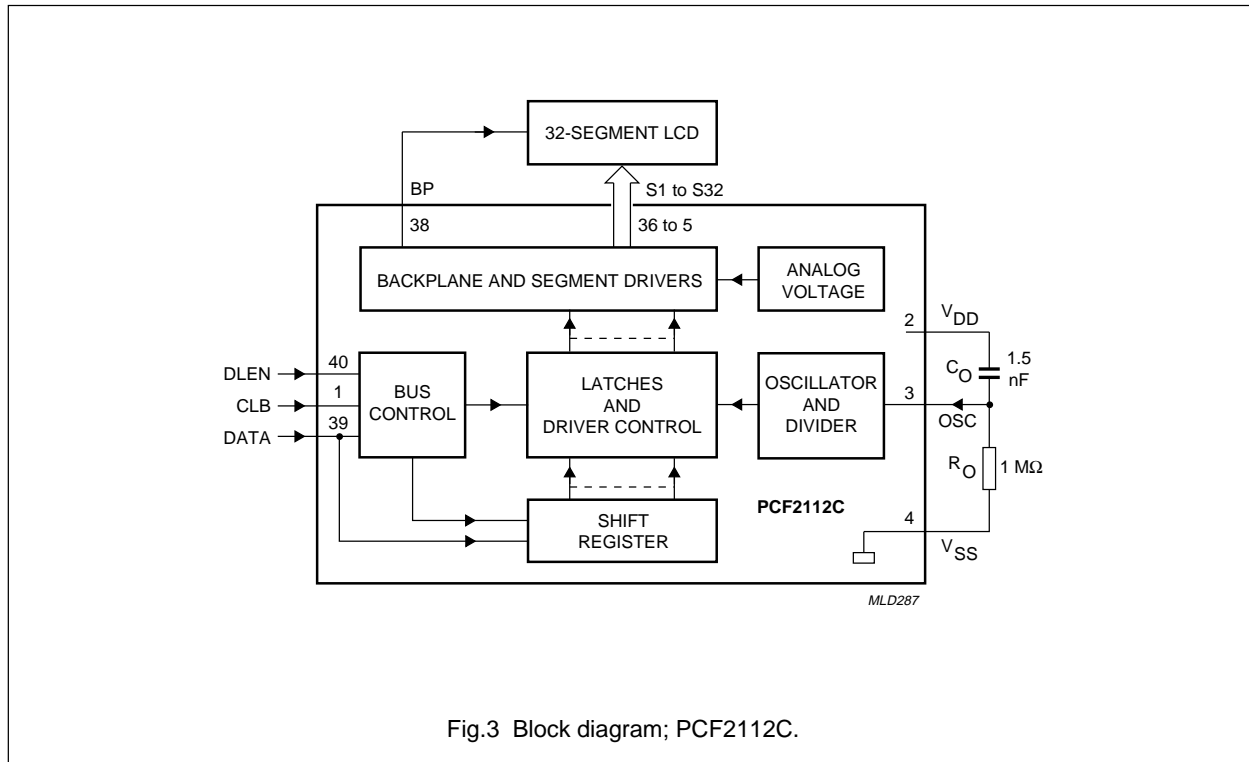 32-SEGMENT LCD
BP
S1 to S32
38
36 to 5
BACKPLANE AND SEGMENT DRIVERS
ANALOG
VOLTAGE
2
VDD
DLEN
40
CLB
1
DATA
39
BUS
CONTROL
LATCHES
AND
DRIVER CONTROL
OSCILLATOR
AND
DIVIDER
CO
1.5
nF
3
OSC
RO
1 MΩ
SHIFT
REGISTER
PCF2112C
4
VSS
MLD287
Fig.3 Block diagram; PCF2112C.